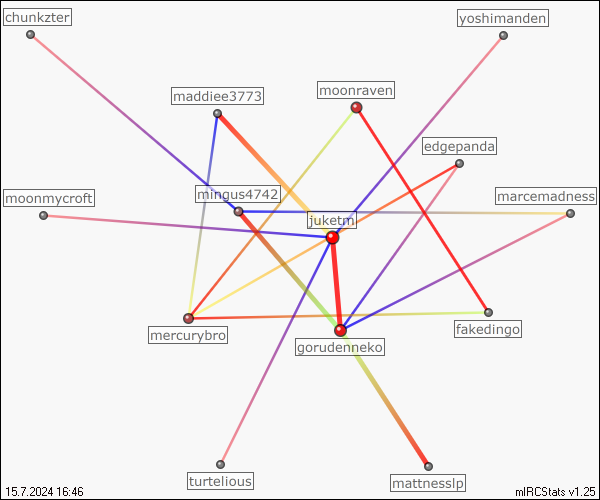 chunkzter
yoshimanden
maddiee3773
moonraven
edgepanda
moonmycroft
mingus4742
marcemadness
juketm
mercurybro
fakedingo
gorudenneko
turtelious
mattnesslp
15.7.2024 16:46
mIRCStats v1.25